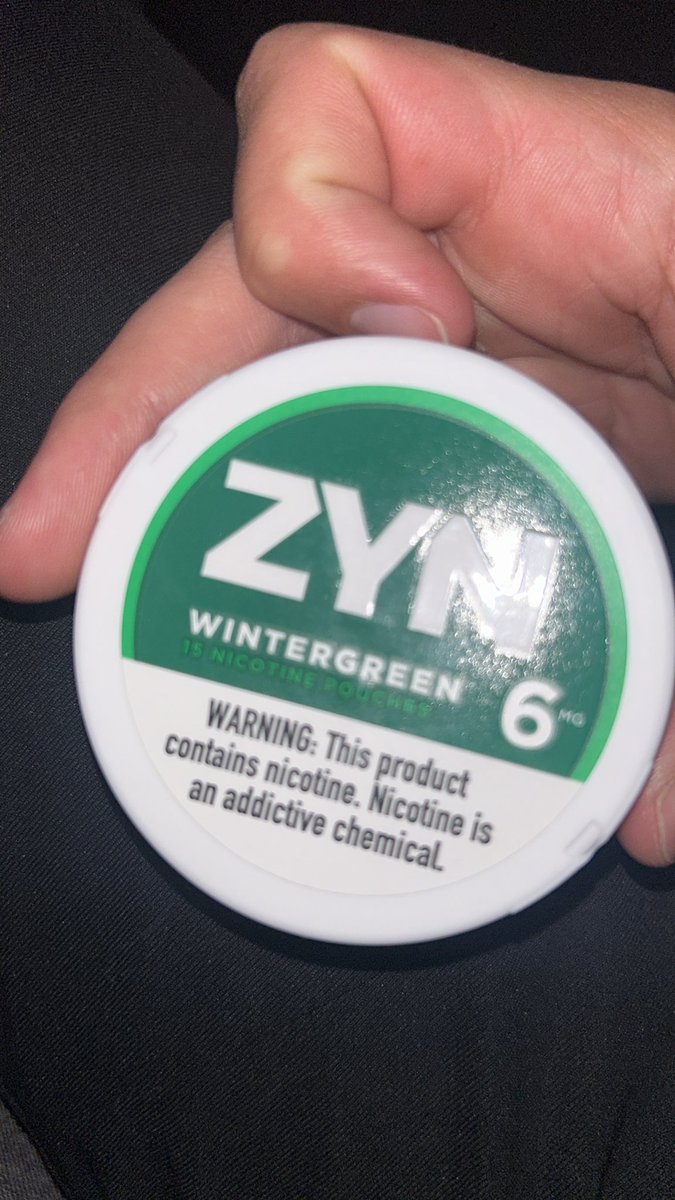 ZYN
WINTERGREEN
15 NICOTINE POUCHES
6 MG
WARNING: This product
contains nicotine. Nicotine is
an addictive chemical.